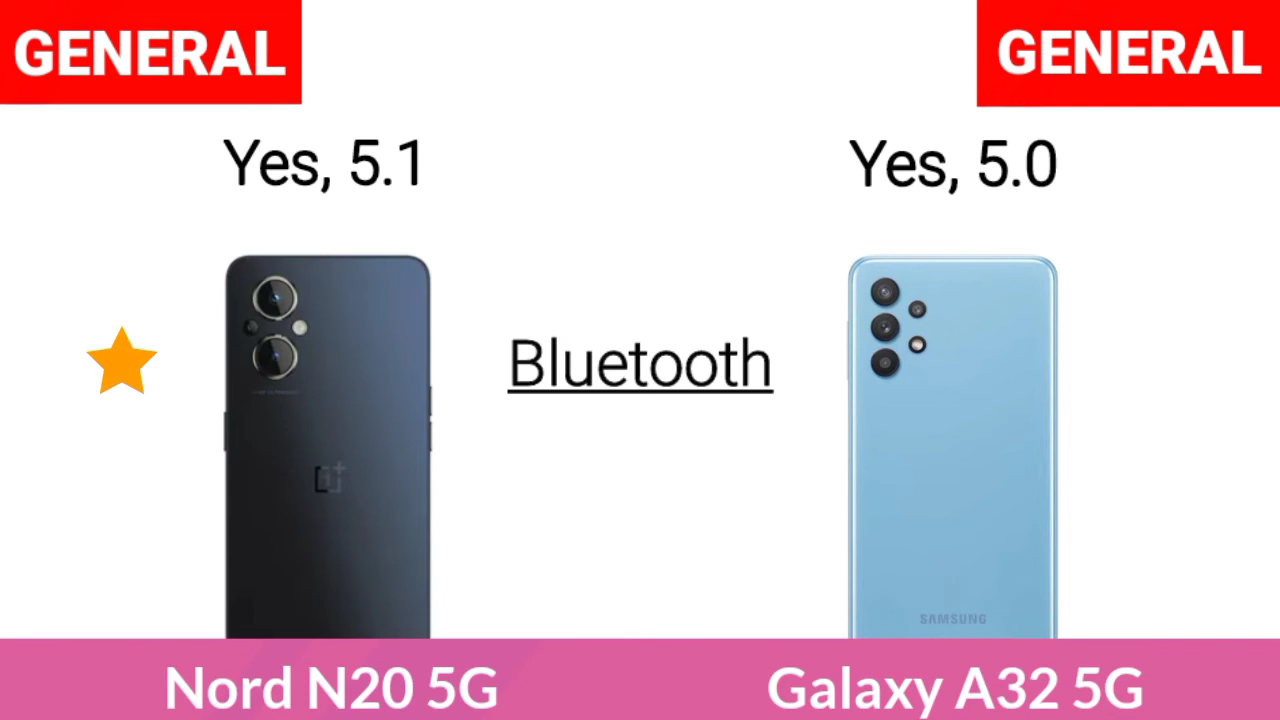 GENERAL
GENERAL
Yes, 5.1
Yes, 5.0
Bluetooth
SAMSUNG
Nord N20 5G
Galaxy A32 5G